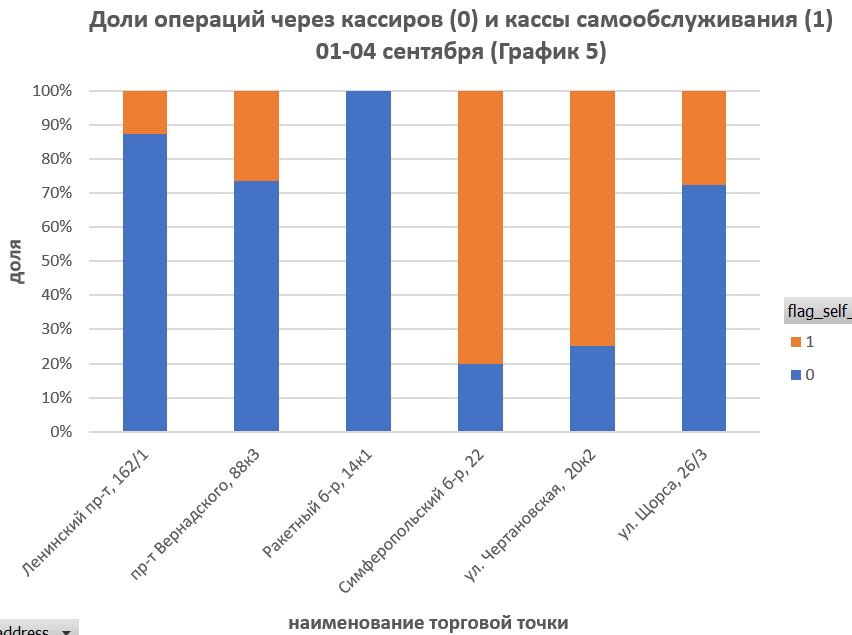 Доли операций через кассиров (0) и кассы самообслуживания (1)
01-04 сентября (График 5)
100%
90%
80%
70%
60%
50%
40%
30%
20%
10%
0%
доля
flag_self_
1
0
Ленинский пр-т, 162/1
пр-т Вернадского, 88к3
Ракетный б-р, 14к1
Симферопольский б-р, 22
ул. Чертановская, 20к2
ул. Щорса, 26/3
наименование торговой точки
address